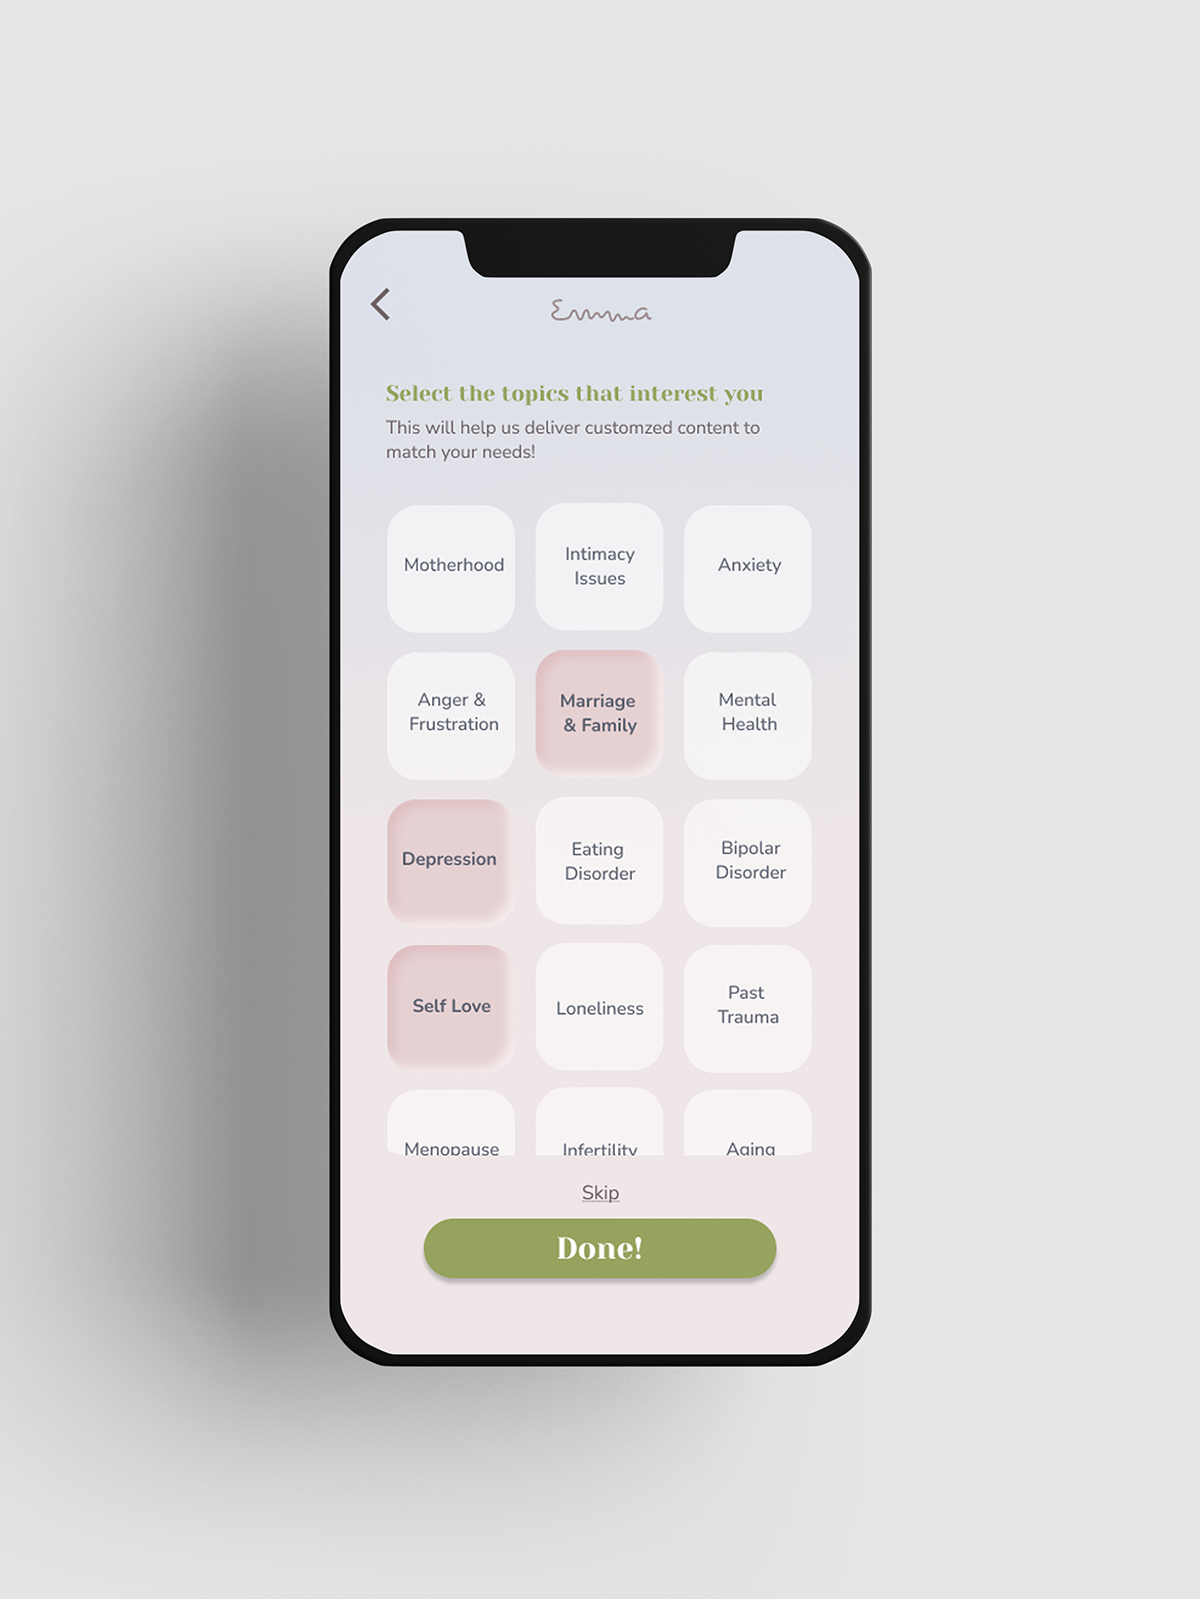 Emma
Select the topics that interest you
This will help us deliver customzed content to
match your needs!
Motherhood
Intimacy
Issues
Anxiety
Anger &
Frustration
Marriage
& Family
Mental
Health
Depression
Eating
Disorder
Bipolar
Disorder
Self Love
Loneliness
Past
Trauma
Menopause
Infertility
Aging
Skip
Done!